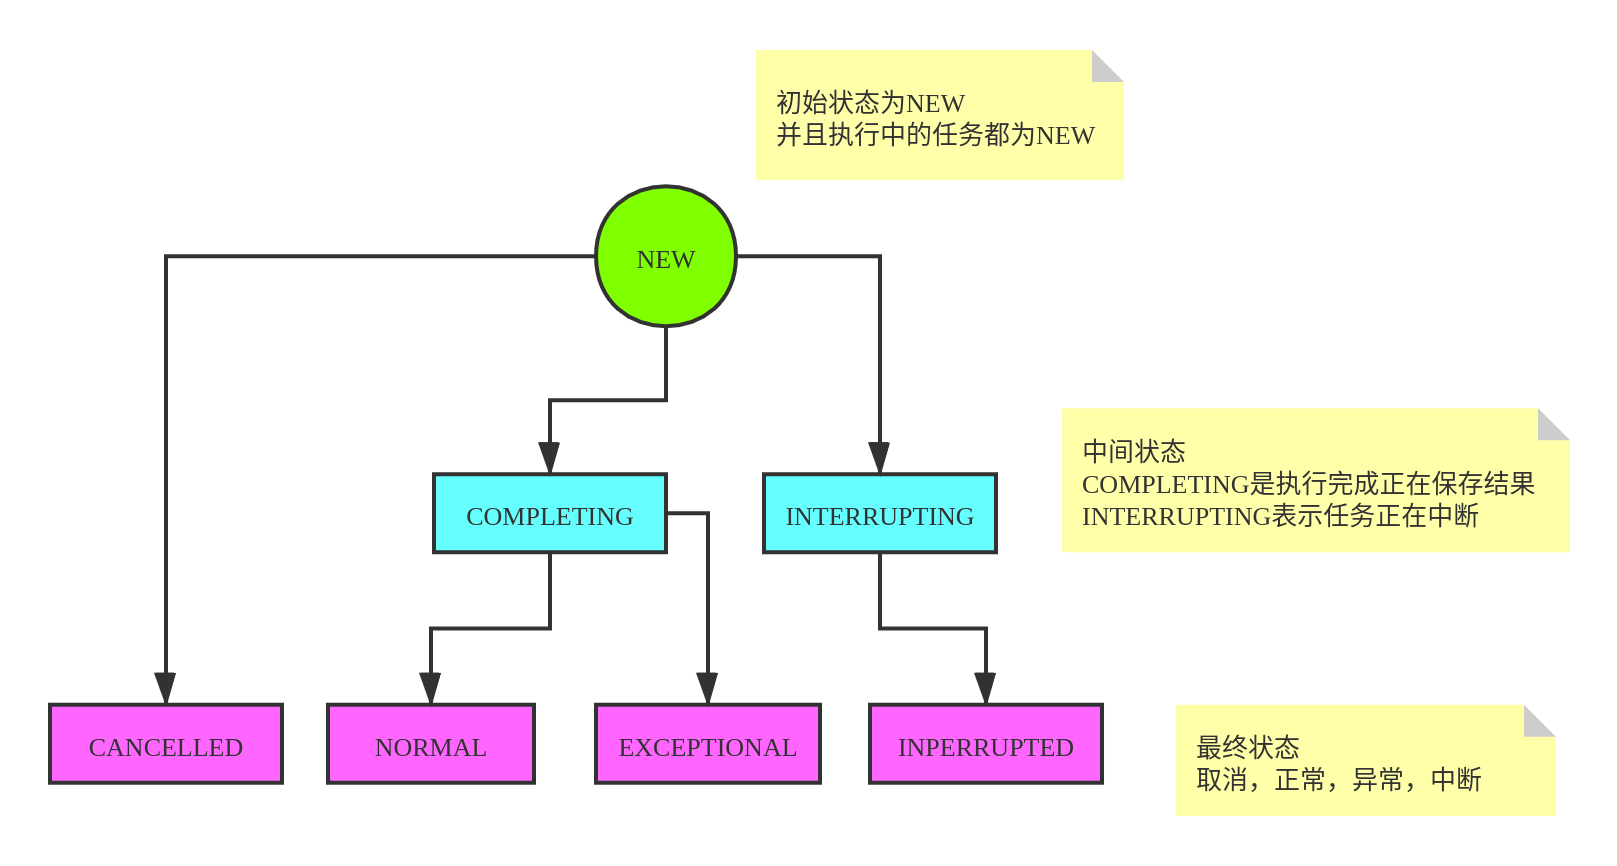 初始状态为NEW
并且执行中的任务都为NEW
NEW
中间状态
COMPLETING是执行完成正在保存结果
INTERRUPTING表示任务正在中断
COMPLETING
INTERRUPTING
CANCELLED
NORMAL
EXCEPTIONAL
INPERRUPTED
最终状态
取消，正常，异常，中断